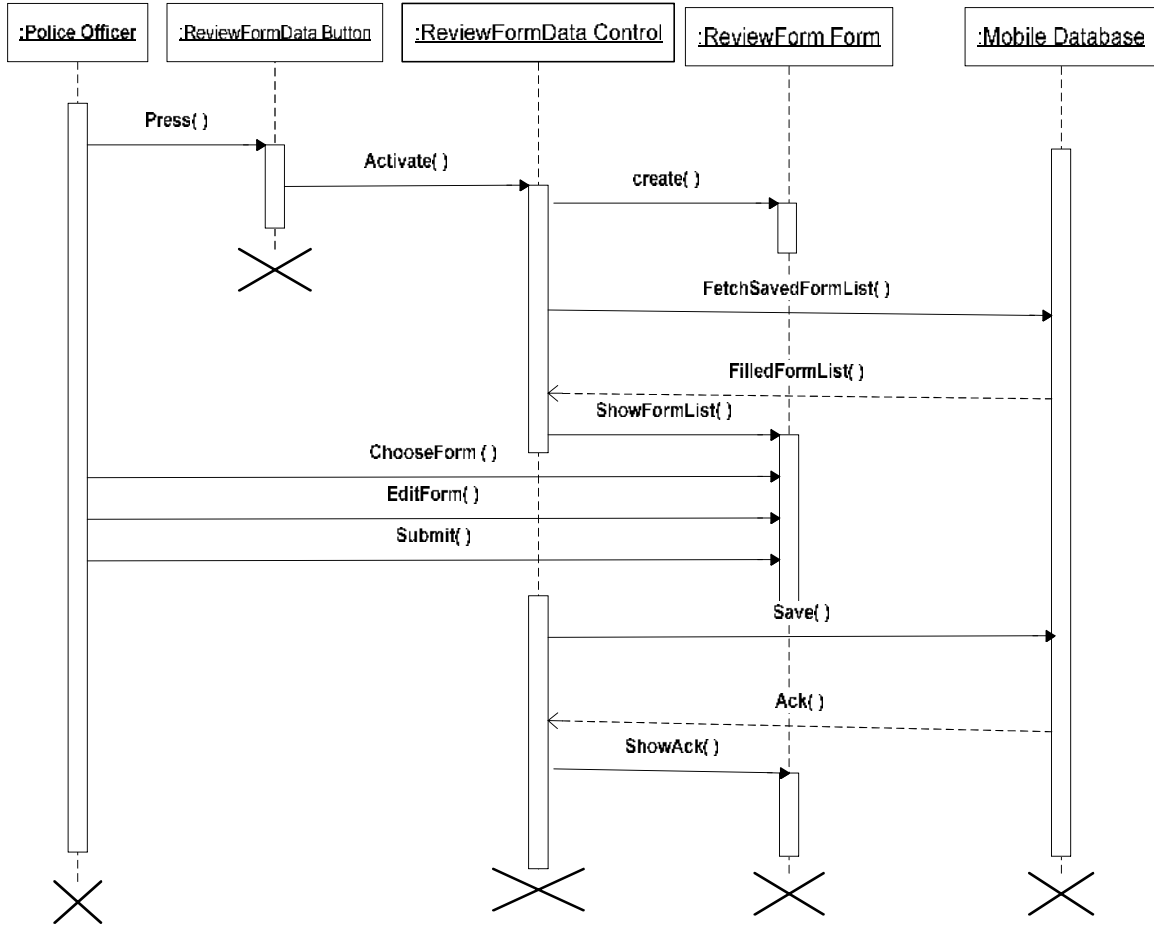 :Police Officer
:ReviewFormData Button
:ReviewFormData Control
:ReviewForm Form
:Mobile Database
Press( )
Activate( )
create( )
FetchSavedFormList( )
FilledFormList( )
ShowFormList( )
ChooseForm ( )
EditForm( )
Submit( )
Save( )
Ack( )
ShowAck( )